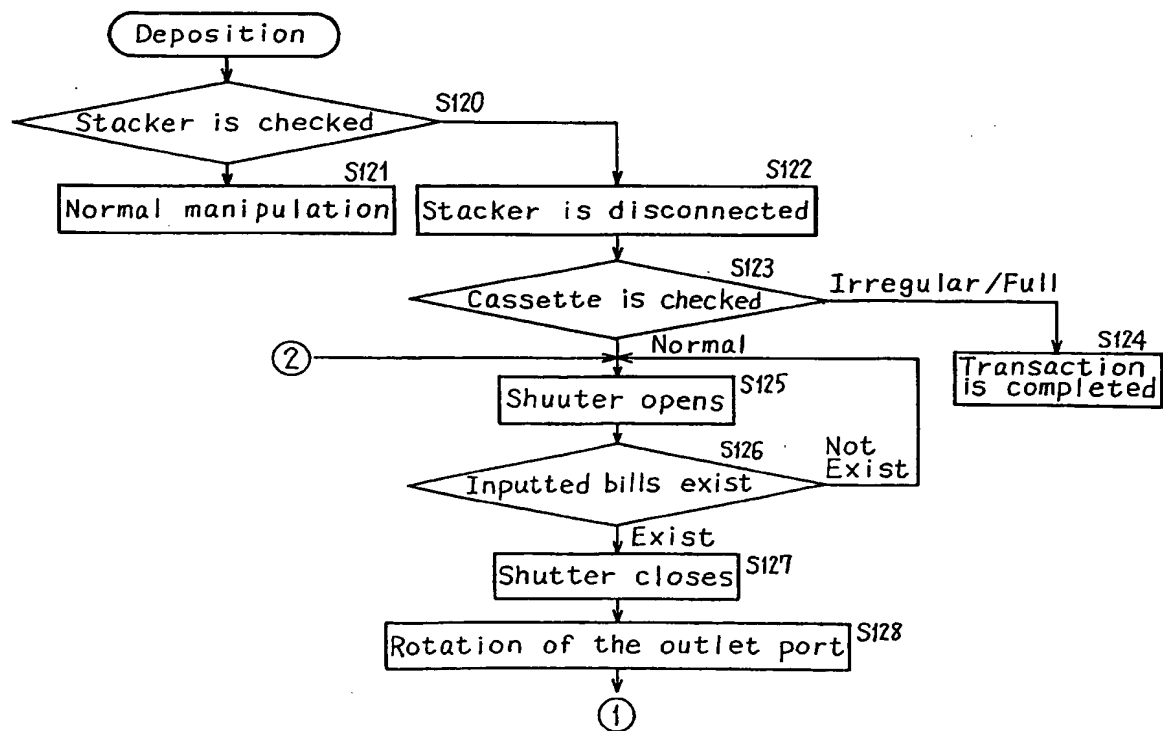 Deposition
S120
Stacker is checked
S121
Normal manipulation
S122
Stacker is disconnected
S123
Cassette is checked
Irregular/Full
S124
Transaction
is completed
2
Normal
S125
Shuuter opens
S126
Inputted bills exist
Not
Exist
Exist
S127
Shutter closes
S128
Rotation of the outlet port
1